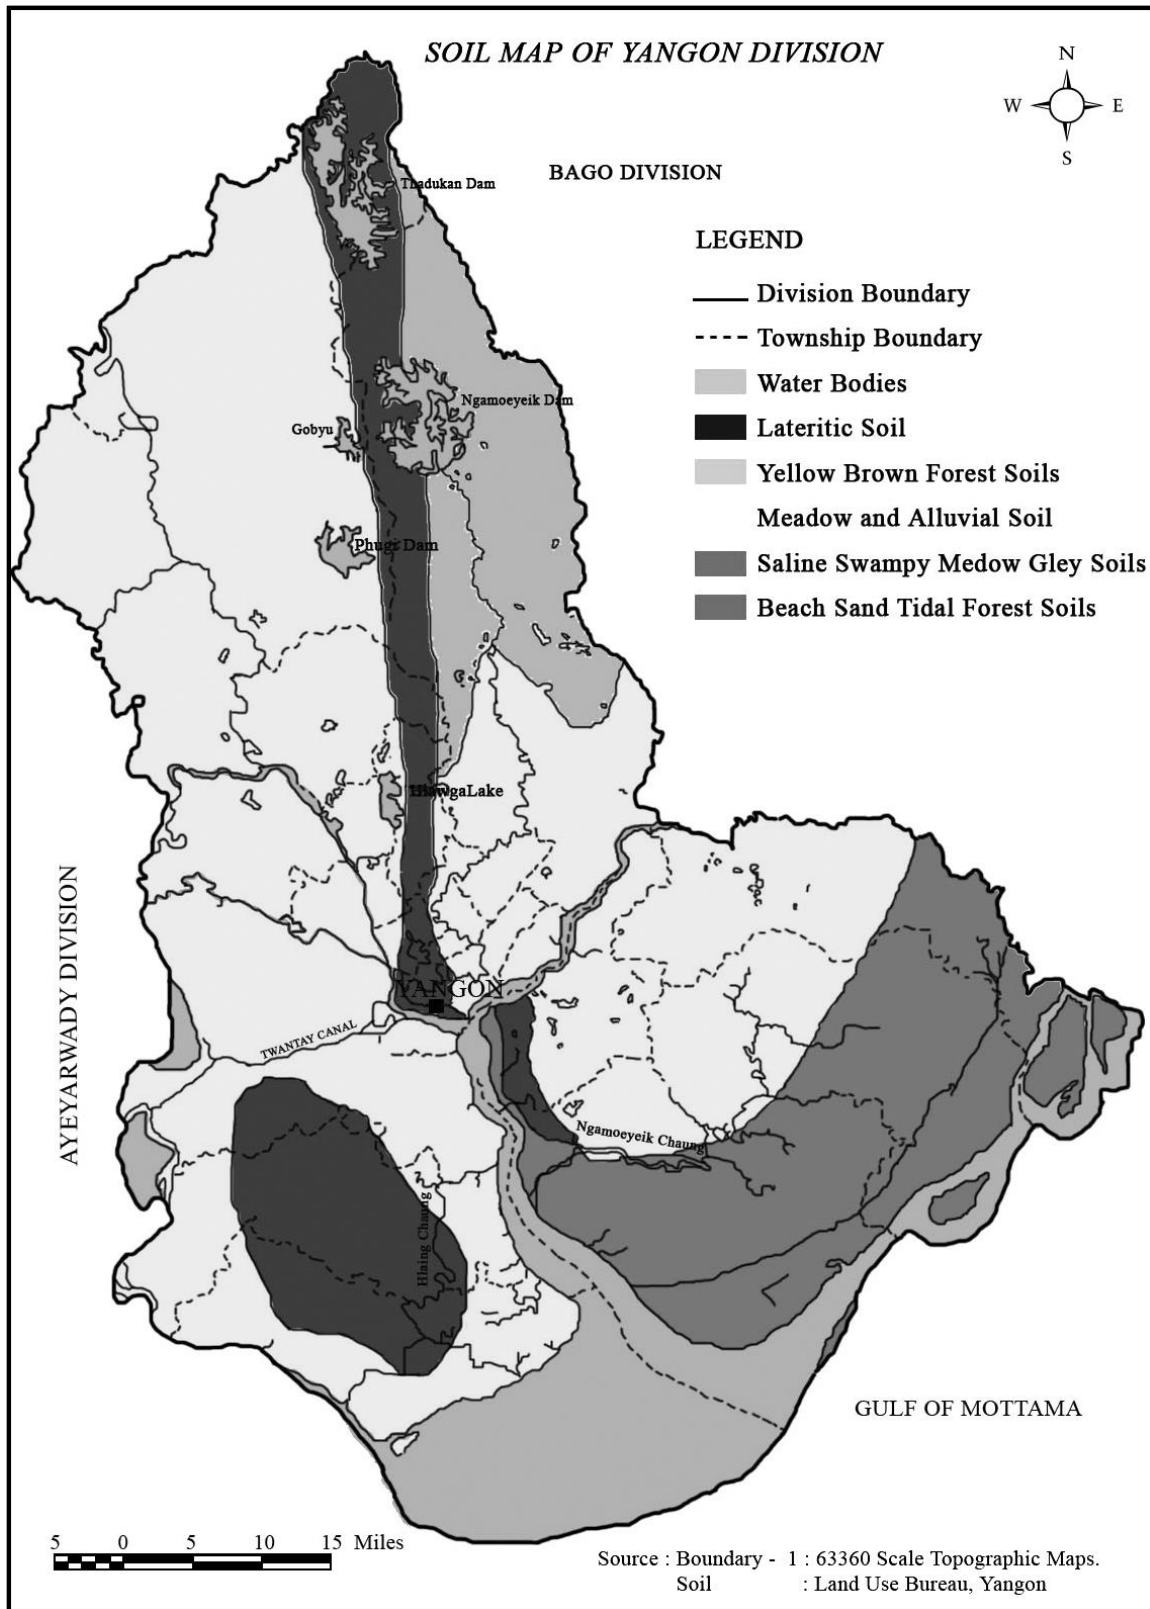 SOIL MAP OF YANGON DIVISION
N
W E
S
BAGO DIVISION
Thadukan Dam
LEGEND
Division Boundary
Township Boundary
Water Bodies
Lateritic Soil
Yellow Brown Forest Soils
Meadow and Alluvial Soil
Saline Swampy Medow Gley Soils
Beach Sand Tidal Forest Soils
Ngamoeyeik Dam
Gobyu
Phugi Dam
HlawgaLake
AYEYARWADY DIVISION
YANGON
TWANTAY CANAL
Ngamoeyeik Chaung
Hlaing Chaung
GULF OF MOTTAMA
5 0 5 10 15 Miles
Source : Boundary - 1 : 63360 Scale Topographic Maps.
Soil : Land Use Bureau, Yangon